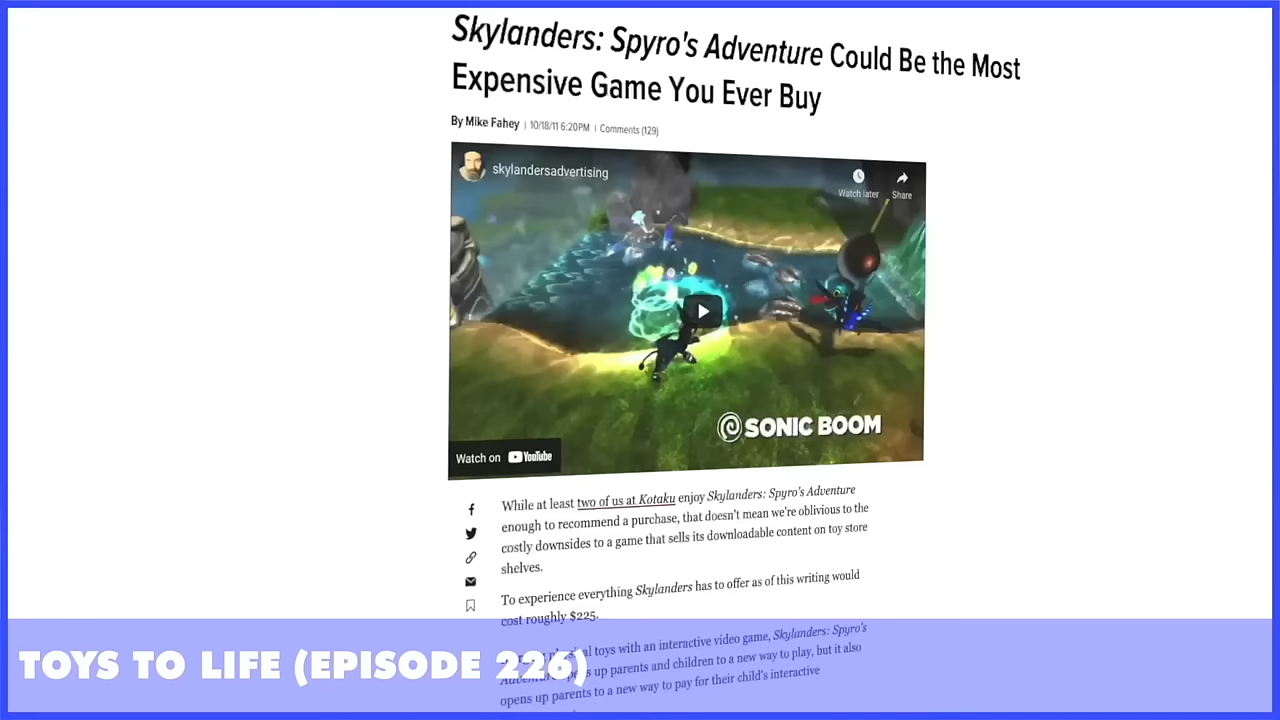 Skylanders: Spyro's Adventure Could Be the Most
Expensive Game You Ever Buy
By Mike Fahey | 10/18/11 6:20PM | Comments (129)
skylandersadvertising
Watch later
Share
SONIC BOOM
Watch on YouTube
While at least two of us at Kotaku enjoy Skylanders: Spyro's Adventure
enough to recommend a purchase, that doesn't mean we're oblivious to the
costly downsides to a game that sells its downloadable content on toy store
shelves.
To experience everything Skylanders has to offer as of this writing would
cost roughly $225.
toys with an interactive video game, Skylanders: Spyro's
up parents and children to a new way to play, but it also
opens up parents to a new way to pay for their child's interactive
TOYS TO LIFE (EPISODE 226)